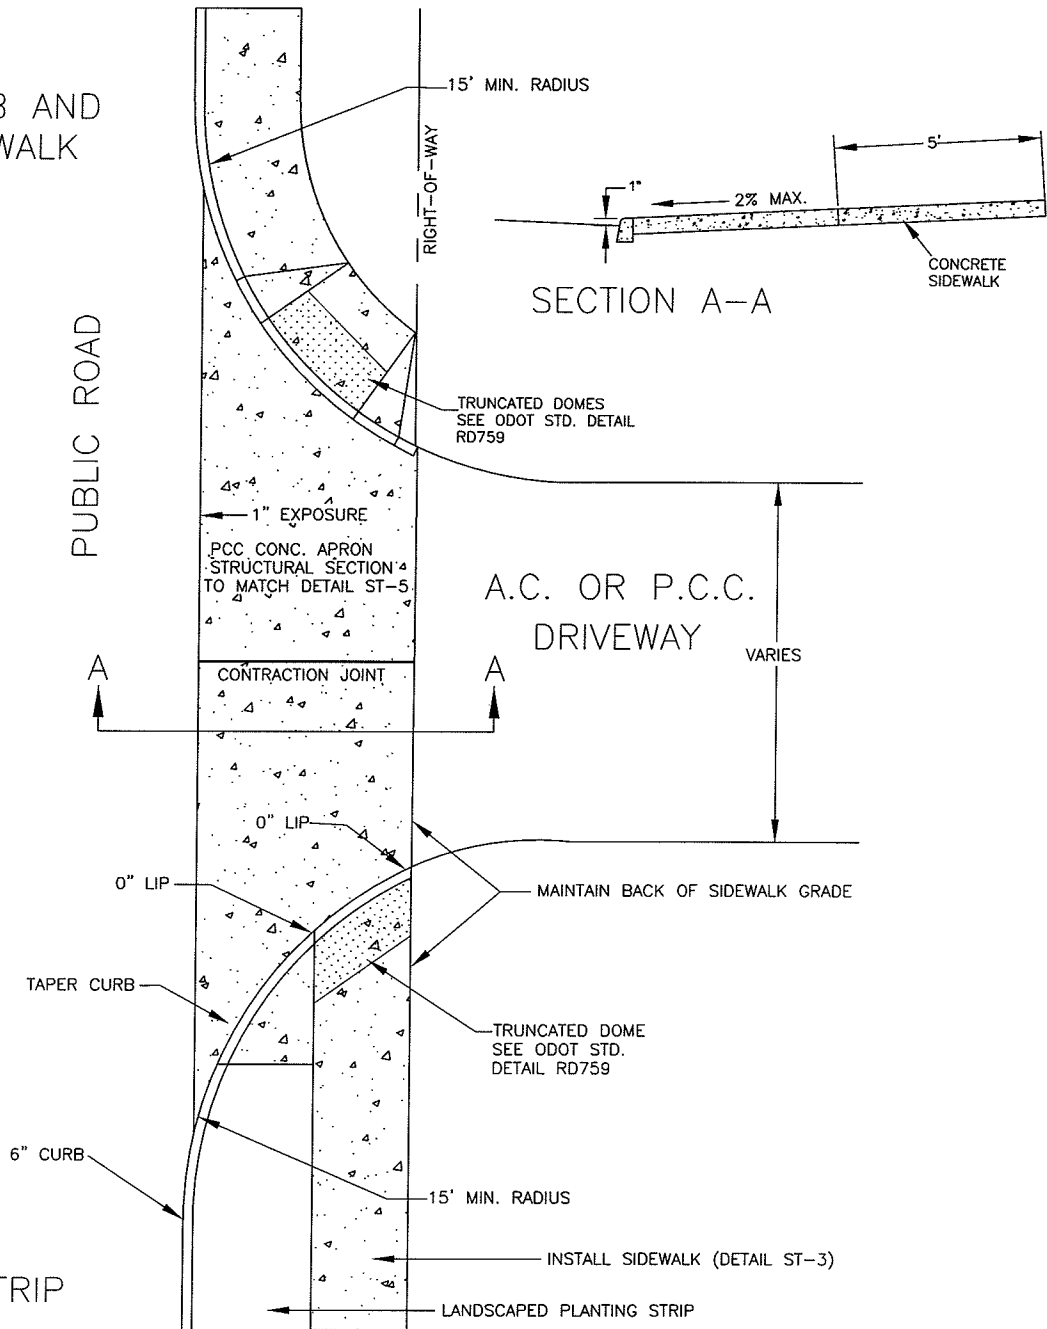 B AND
WALK
15' MIN. RADIUS
RIGHT-OF-WAY
5'
1"
2% MAX.
CONCRETE
SIDEWALK
SECTION A-A
PUBLIC ROAD
TRUNCATED DOMES
SEE ODOT STD. DETAIL
RD759
1" EXPOSURE
PCC CONC. APRON
STRUCTURAL SECTION
TO MATCH DETAIL ST-5
A.C. OR P.C.C.
DRIVEWAY
VARIES
A
A
CONTRACTION JOINT
0" LIP
0" LIP
MAINTAIN BACK OF SIDEWALK GRADE
TAPER CURB
TRUNCATED DOME
SEE ODOT STD.
DETAIL RD759
6" CURB
15' MIN. RADIUS
INSTALL SIDEWALK (DETAIL ST-3)
TRIP
LANDSCAPED PLANTING STRIP